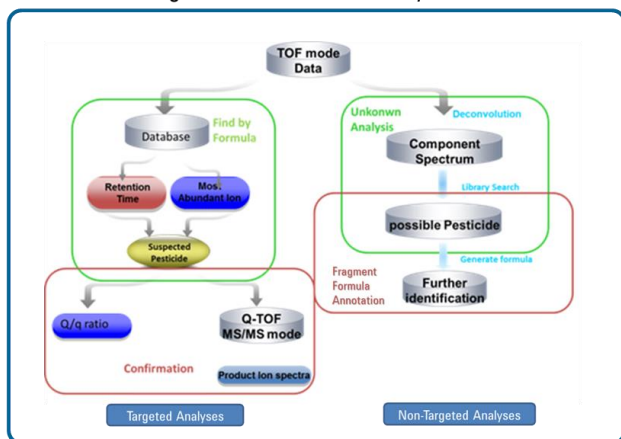 TOF mode
Data
Database
Find by
Formula
Retention
Time
Most
Abundant Ion
Suspected
Pesticide
Q/q ratio
Q-TOF
MS/MS mode
Confirmation
Product Ion spectra
Targeted Analyses
Unkonwn
Analysis
Deconvolution
Component
Spectrum
Library Search
possible Pesticide
Generate formula
Fragment
Formula
Annotation
Further
identification
Non-Targeted Analyses